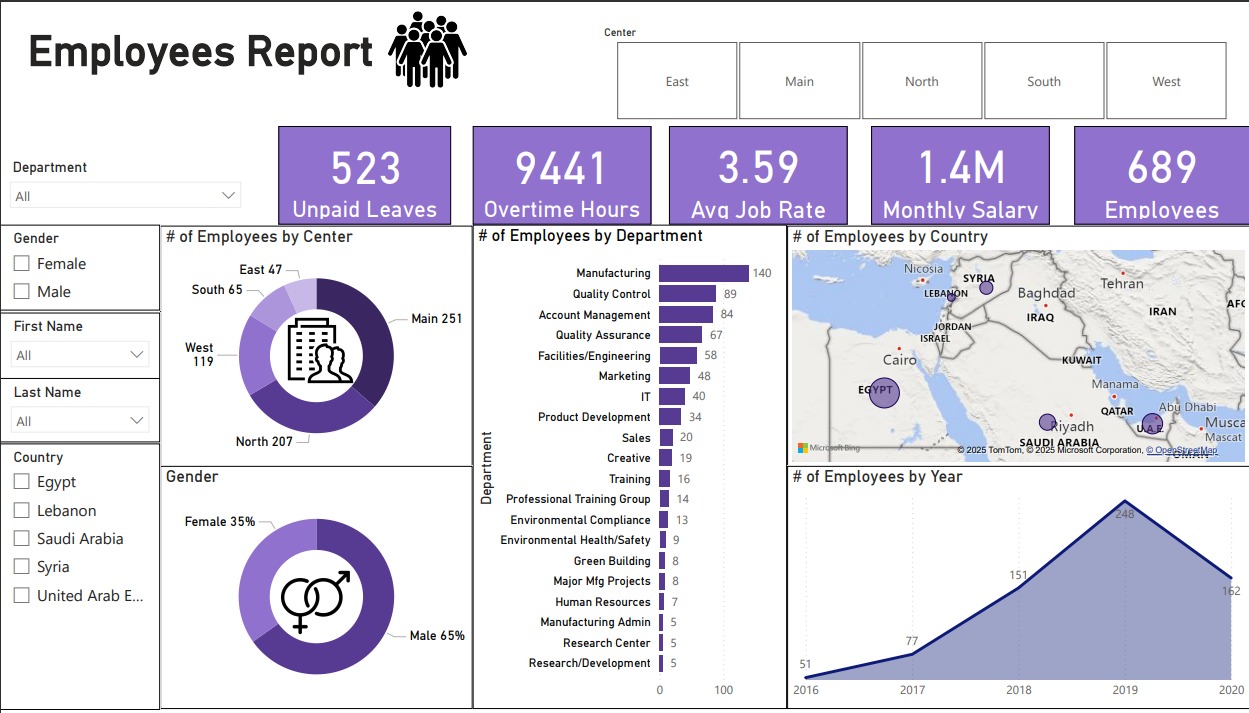 Employees Report
Center
East
Main
North
South
West
Department
All
523
Unpaid Leaves
9441
Overtime Hours
3.59
Avg Job Rate
1.4M
Monthly Salary
689
Employees
Gender
Female
Male
First Name
All
Last Name
All
Country
Egypt
Lebanon
Saudi Arabia
Syria
United Arab E...
# of Employees by Center
East 47
South 65
West
119
Main 251
North 207
Gender
Female 35%
Male 65%
# of Employees by Department
Department
Manufacturing 140
Quality Control 89
Account Management 84
Quality Assurance 67
Facilities/Engineering 58
Marketing 48
IT 40
Product Development 34
Sales 20
Creative 19
Training 16
Professional Training Group 14
Environmental Compliance 13
Environmental Health/Safety 9
Green Building 8
Major Mfg Projects 8
Human Resources 7
Manufacturing Admin 5
Research Center 5
Research/Development 5
0 100
# of Employees by Country
Nicosia
SYRIA
Tehran
LEBANON
Baghdad
IRAQ
IRAN
AFG
JORDAN
ISRAEL
Cairo
KUWAIT
EGYPT
Manama
QATAR
Abu Dhabi
U.A.E.
Riyadh
SAUDI ARABIA
Musca
Muscat
OMAN
Microsoft Bing
© 2025 TomTom, © 2025 Microsoft Corporation, © OpenStreetMap
# of Employees by Year
51
77
151
248
162
2016 2017 2018 2019 2020